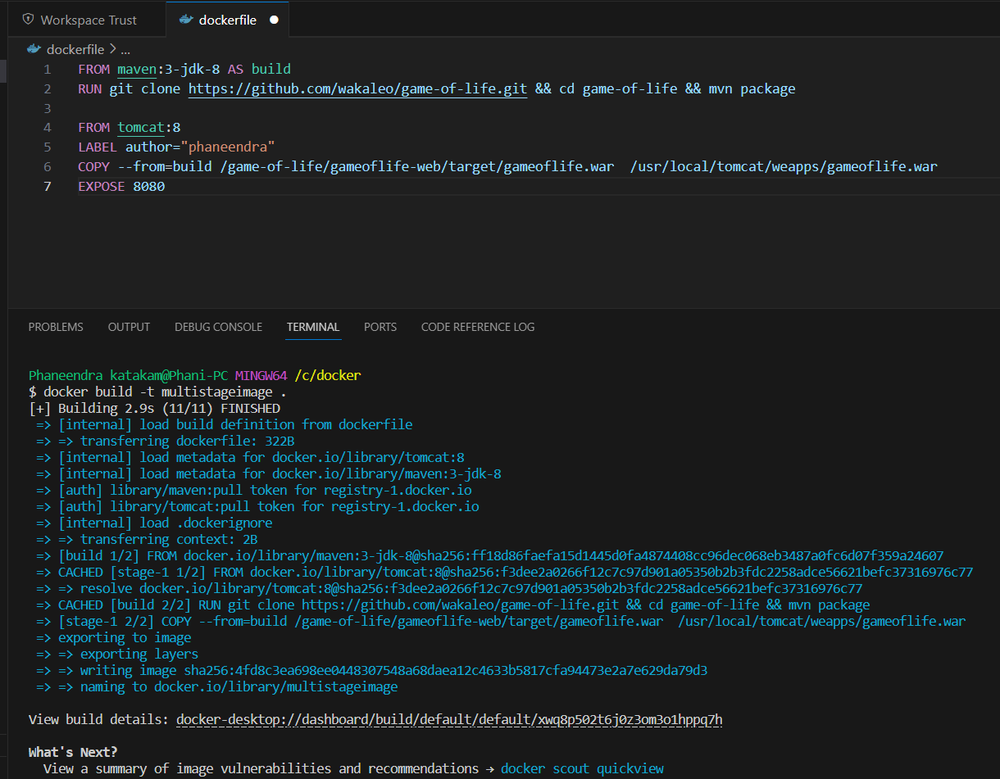 Workspace Trust
dockerfile
dockerfile > ...
1 FROM maven:3-jdk-8 AS build
2 RUN git clone https://github.com/wakaleo/game-of-life.git && cd game-of-life && mvn package
3
4 FROM tomcat:8
5 LABEL author="phaneendra"
6 COPY --from=build /game-of-life/gameoflife-web/target/gameoflife.war  /usr/local/tomcat/weapps/gameoflife.war
7 EXPOSE 8080
PROBLEMS OUTPUT DEBUG CONSOLE TERMINAL PORTS CODE REFERENCE LOG
Phaneendra katakam@Phani-PC MINGW64 /c/docker
$ docker build -t multistageimage .
[+] Building 2.9s (11/11) FINISHED
=> [internal] load build definition from dockerfile
=> => transferring dockerfile: 322B
=> [internal] load metadata for docker.io/library/tomcat:8
=> [internal] load metadata for docker.io/library/maven:3-jdk-8
=> [auth] library/maven:pull token for registry-1.docker.io
=> [auth] library/tomcat:pull token for registry-1.docker.io
=> [internal] load .dockerignore
=> => transferring context: 2B
=> [build 1/2] FROM docker.io/library/maven:3-jdk-8@sha256:ff18d86faefa15d1445d0fa4874408cc96dec068eb3487a0fc6d07f359a24607
=> CACHED [stage-1 1/2] FROM docker.io/library/tomcat:8@sha256:f3dee2a0266f12c7c97d901a05350b2b3fdc2258adce56621befc37316976c77
=> => resolve docker.io/library/tomcat:8@sha256:f3dee2a0266f12c7c97d901a05350b2b3fdc2258adce56621befc37316976c77
=> CACHED [build 2/2] RUN git clone https://github.com/wakaleo/game-of-life.git && cd game-of-life && mvn package
=> [stage-1 2/2] COPY --from=build /game-of-life/gameoflife-web/target/gameoflife.war  /usr/local/tomcat/weapps/gameoflife.war
=> exporting to image
=> => exporting layers
=> => writing image sha256:4fd8c3ea698ee0448307548a68daea12c4633b5817cfa94473e2a7e629da79d3
=> => naming to docker.io/library/multistageimage
View build details: docker-desktop://dashboard/build/default/default/xwq8p502t6j0z3om3o1hppq7h
What's Next?
View a summary of image vulnerabilities and recommendations → docker scout quickview